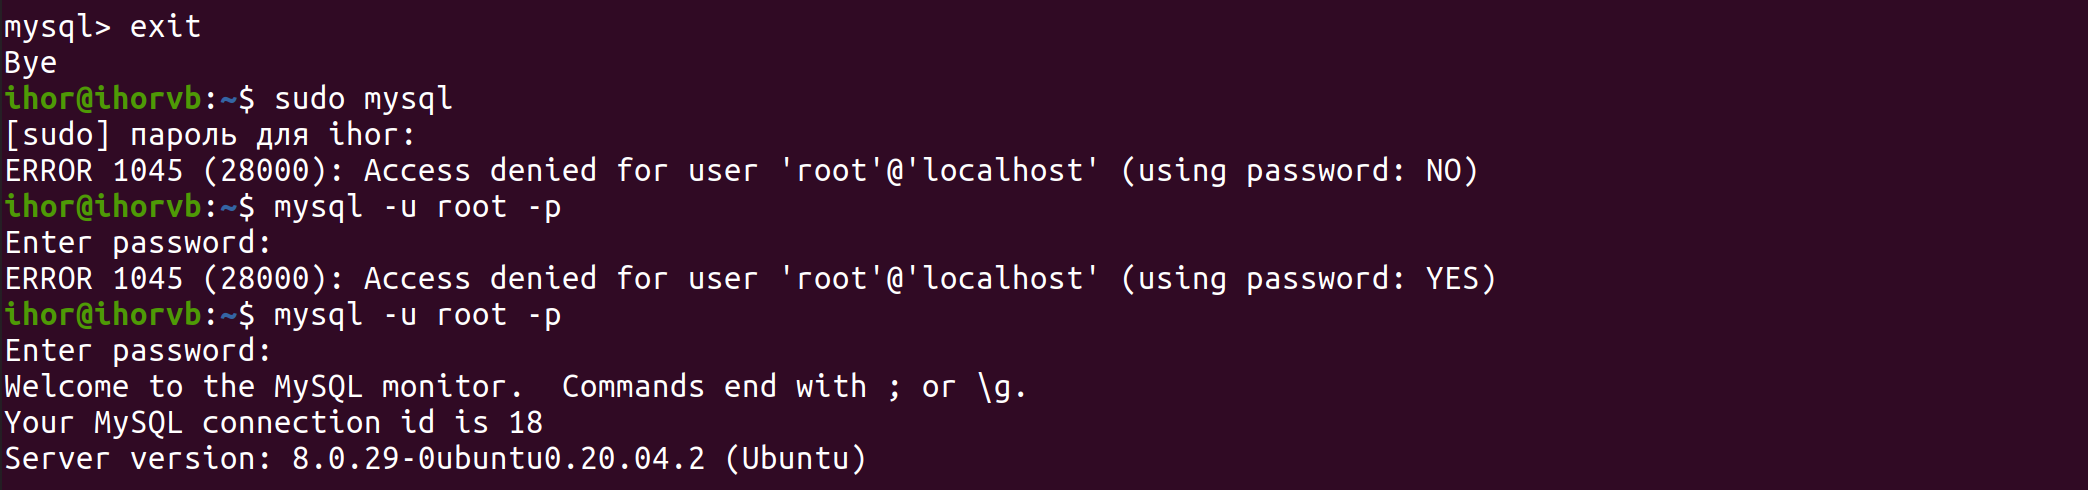 mysql> exit
Bye
ihor@ihorvb:~$ sudo mysql
[sudo] пароль для ihor:
ERROR 1045 (28000): Access denied for user 'root'@'localhost' (using password: NO)
ihor@ihorvb:~$ mysql -u root -p
Enter password:
ERROR 1045 (28000): Access denied for user 'root'@'localhost' (using password: YES)
ihor@ihorvb:~$ mysql -u root -p
Enter password:
Welcome to the MySQL monitor.  Commands end with ; or \g.
Your MySQL connection id is 18
Server version: 8.0.29-0ubuntu0.20.04.2 (Ubuntu)